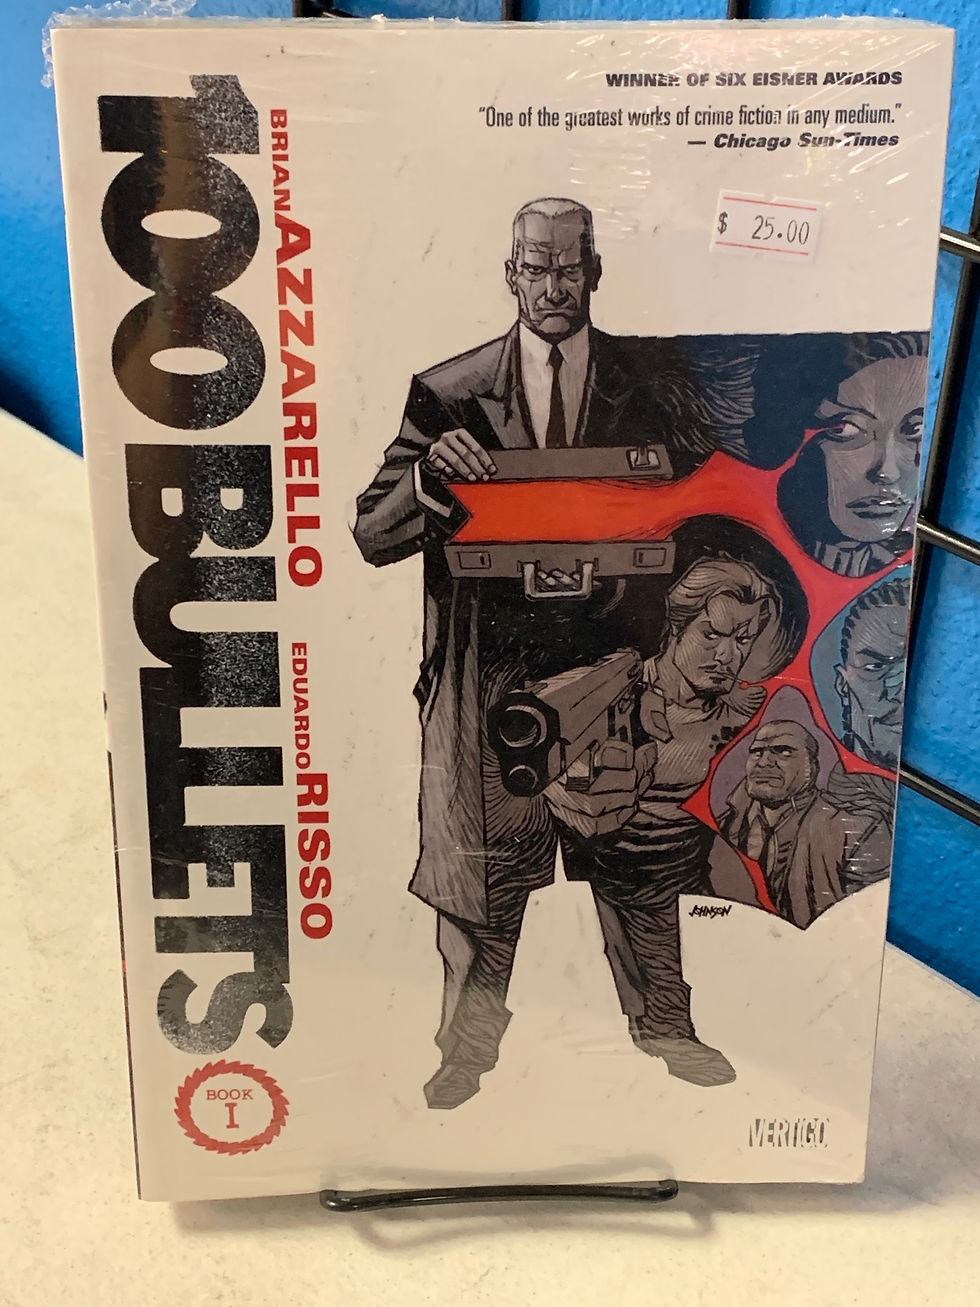 WINNER OF SIX EISNER AWARDS
"One of the greatest works of crime fiction in any medium."
— Chicago Sun-Times
$ 25.00
100 BULLETS
BRIAN AZZARELLO
EDUARDO RISSO
JOHNSON
BOOK
I
VERTIGO